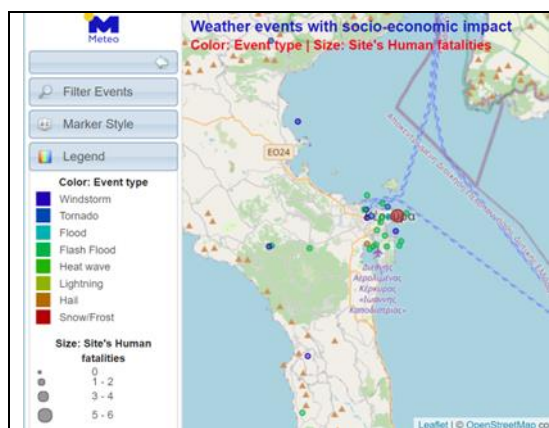 Meteo
Filter Events
Marker Style
Legend
Color: Event type
Windstorm
Tornado
Flood
Flash Flood
Heat wave
Lightning
Hail
Snow/Frost
Size: Site's Human
fatalities
0
1 - 2
3 - 4
5 - 6
Weather events with socio-economic impact
Color: Event type | Size: Site's Human fatalities
EO24
Διεθνής
Αερολιμένας
Κέρκυρας
«Ιωάννης
Καποδίστριας»
Leaflet | © OpenStreetMap co